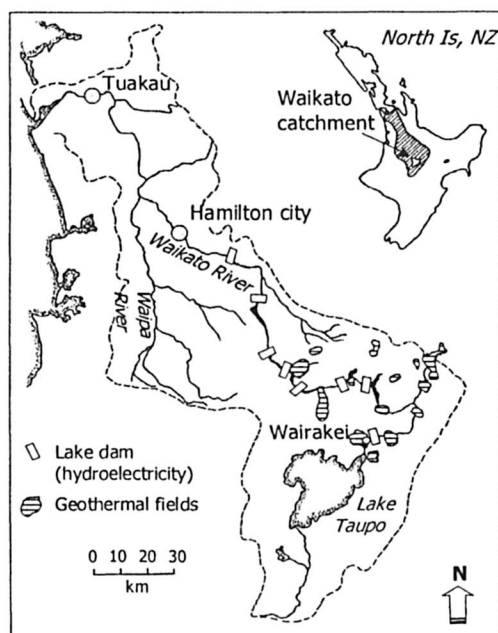 North Is, NZ
Tuakau
Waikato
catchment
Hamilton city
Waikato River
Waipa
River
Wairakei
Lake dam
(hydroelectricity)
Geothermal fields
Lake
Taupo
0 10 20 30
km
N